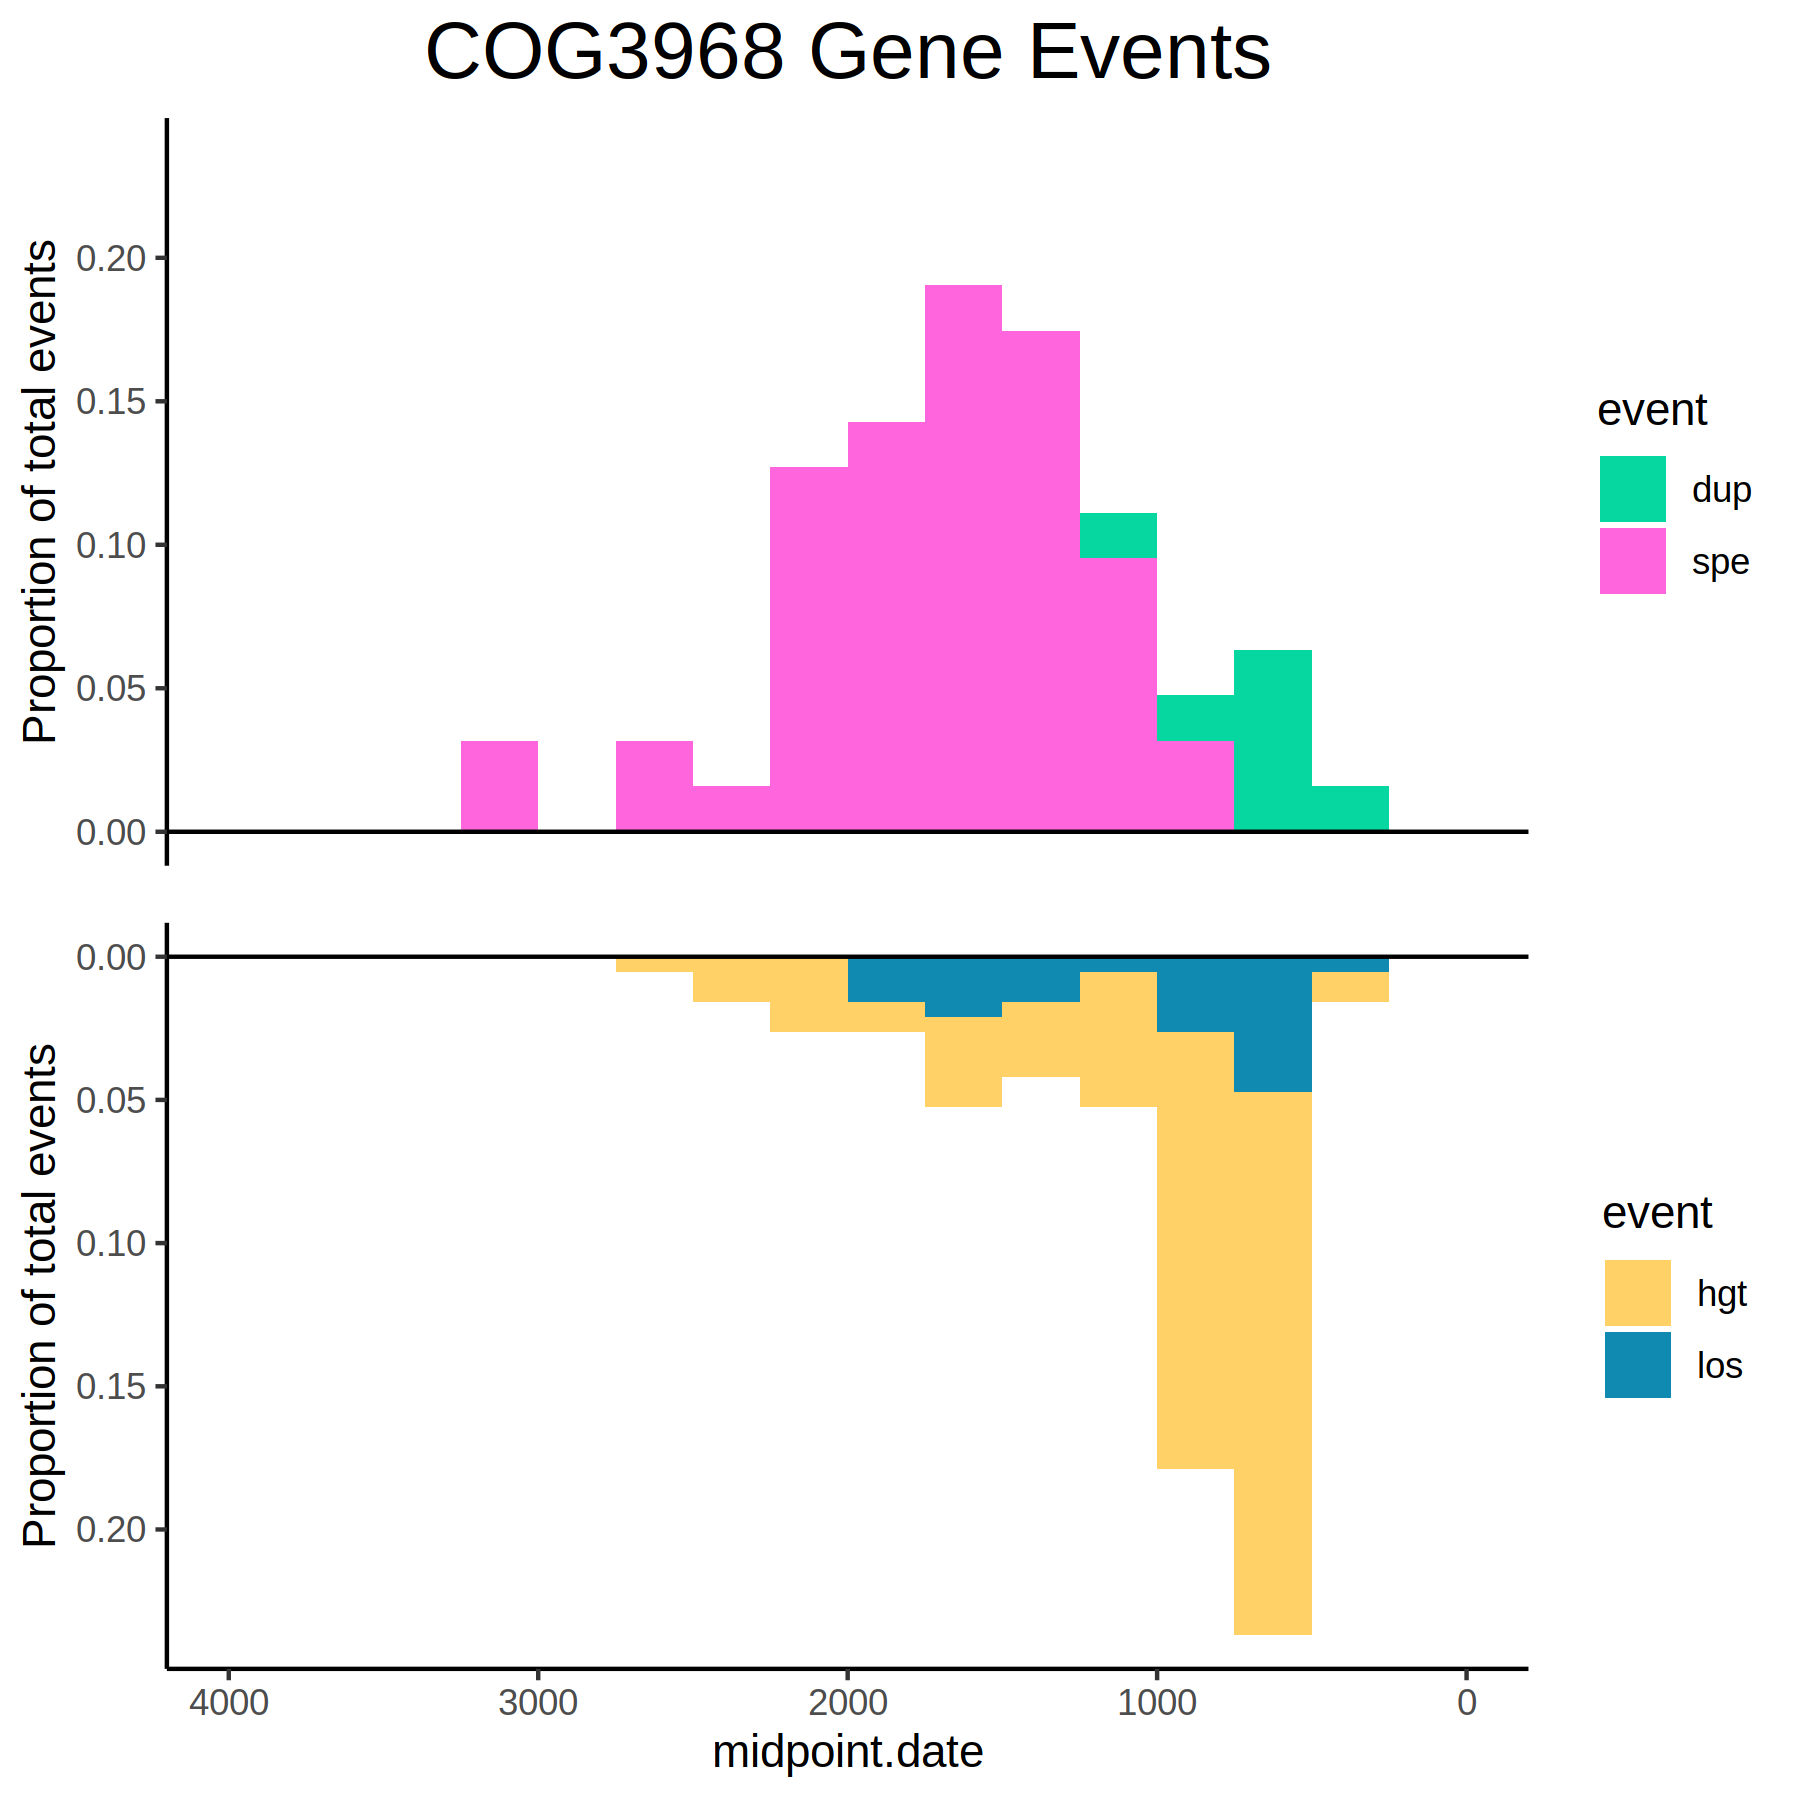 COG3968 Gene Events
Proportion of total events
0.20
0.15
0.10
0.05
0.00
event
dup
spe
Proportion of total events
0.00
0.05
0.10
0.15
0.20
event
hgt
los
4000 3000 2000 1000 0
midpoint.date